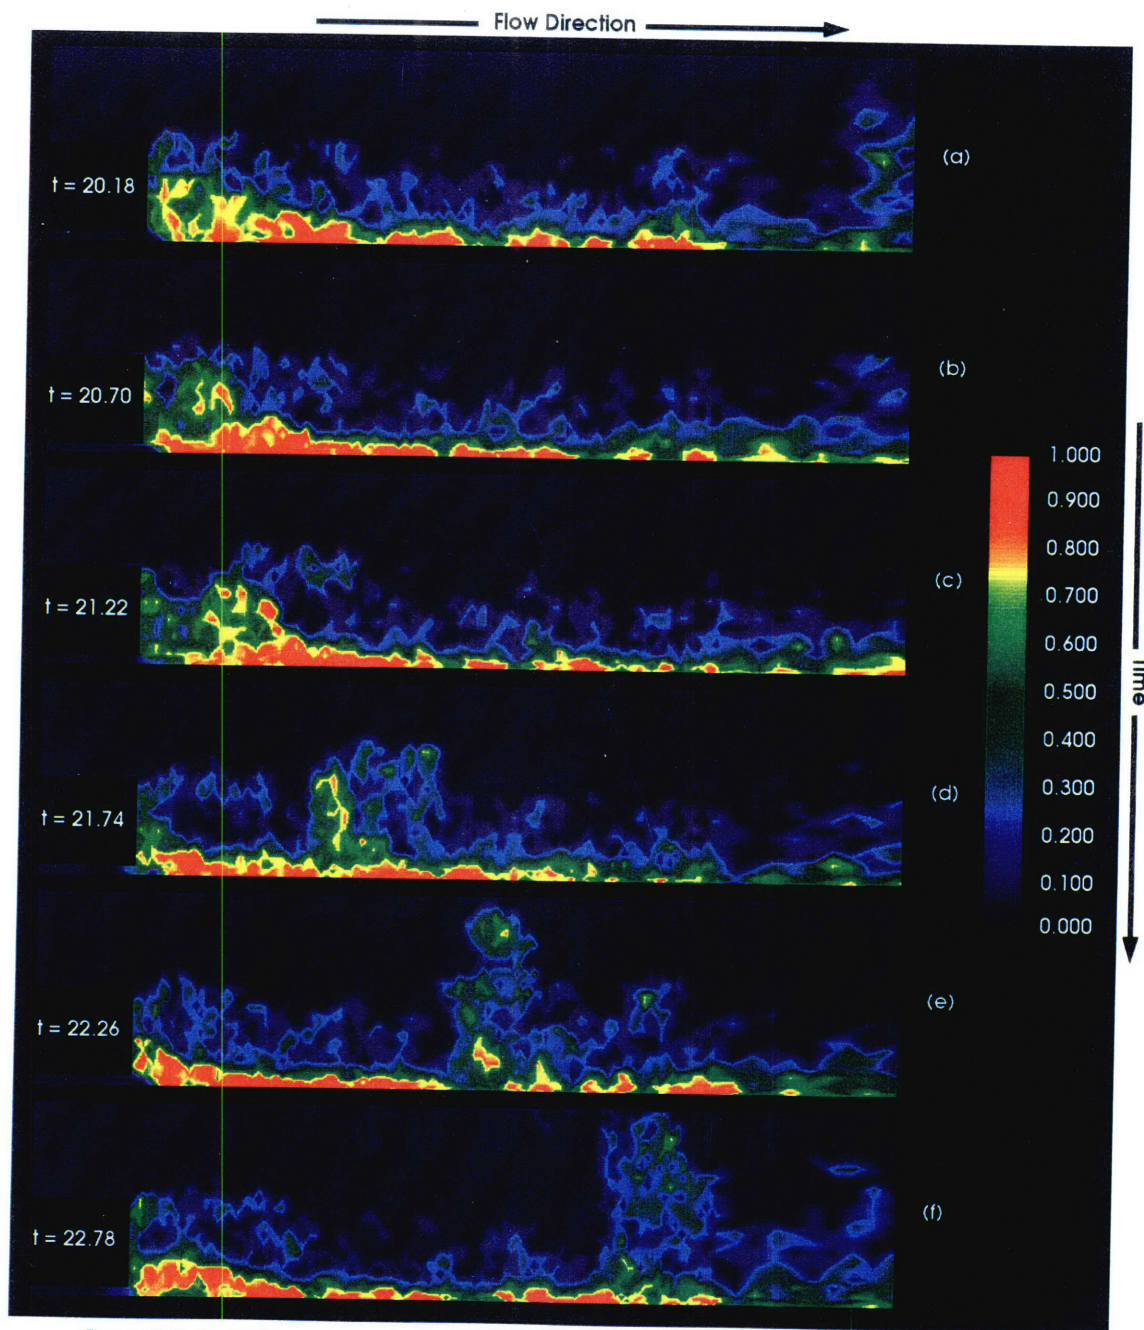 Flow Direction
(a)
t = 20.18
(b)
t = 20.70
1.000
0.900
0.800
(c)
0.700
t = 21.22
0.600
Time
0.500
0.400
0.300
(d)
t = 21.74
0.200
0.100
0.000
(e)
t = 22.26
(f)
t = 22.78